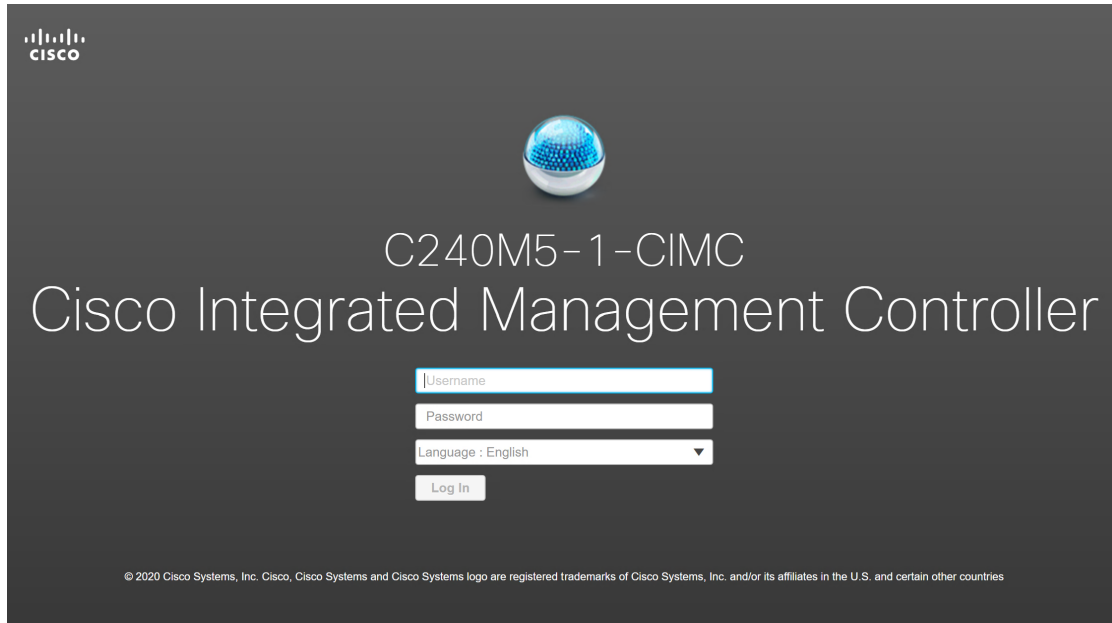 CISCO
C240M5-1-CIMC
Cisco Integrated Management Controller
Username
Password
Language : English
Log In
© 2020 Cisco Systems, Inc. Cisco, Cisco Systems and Cisco Systems logo are registered trademarks of Cisco Systems, Inc. and/or its affiliates in the U.S. and certain other countries